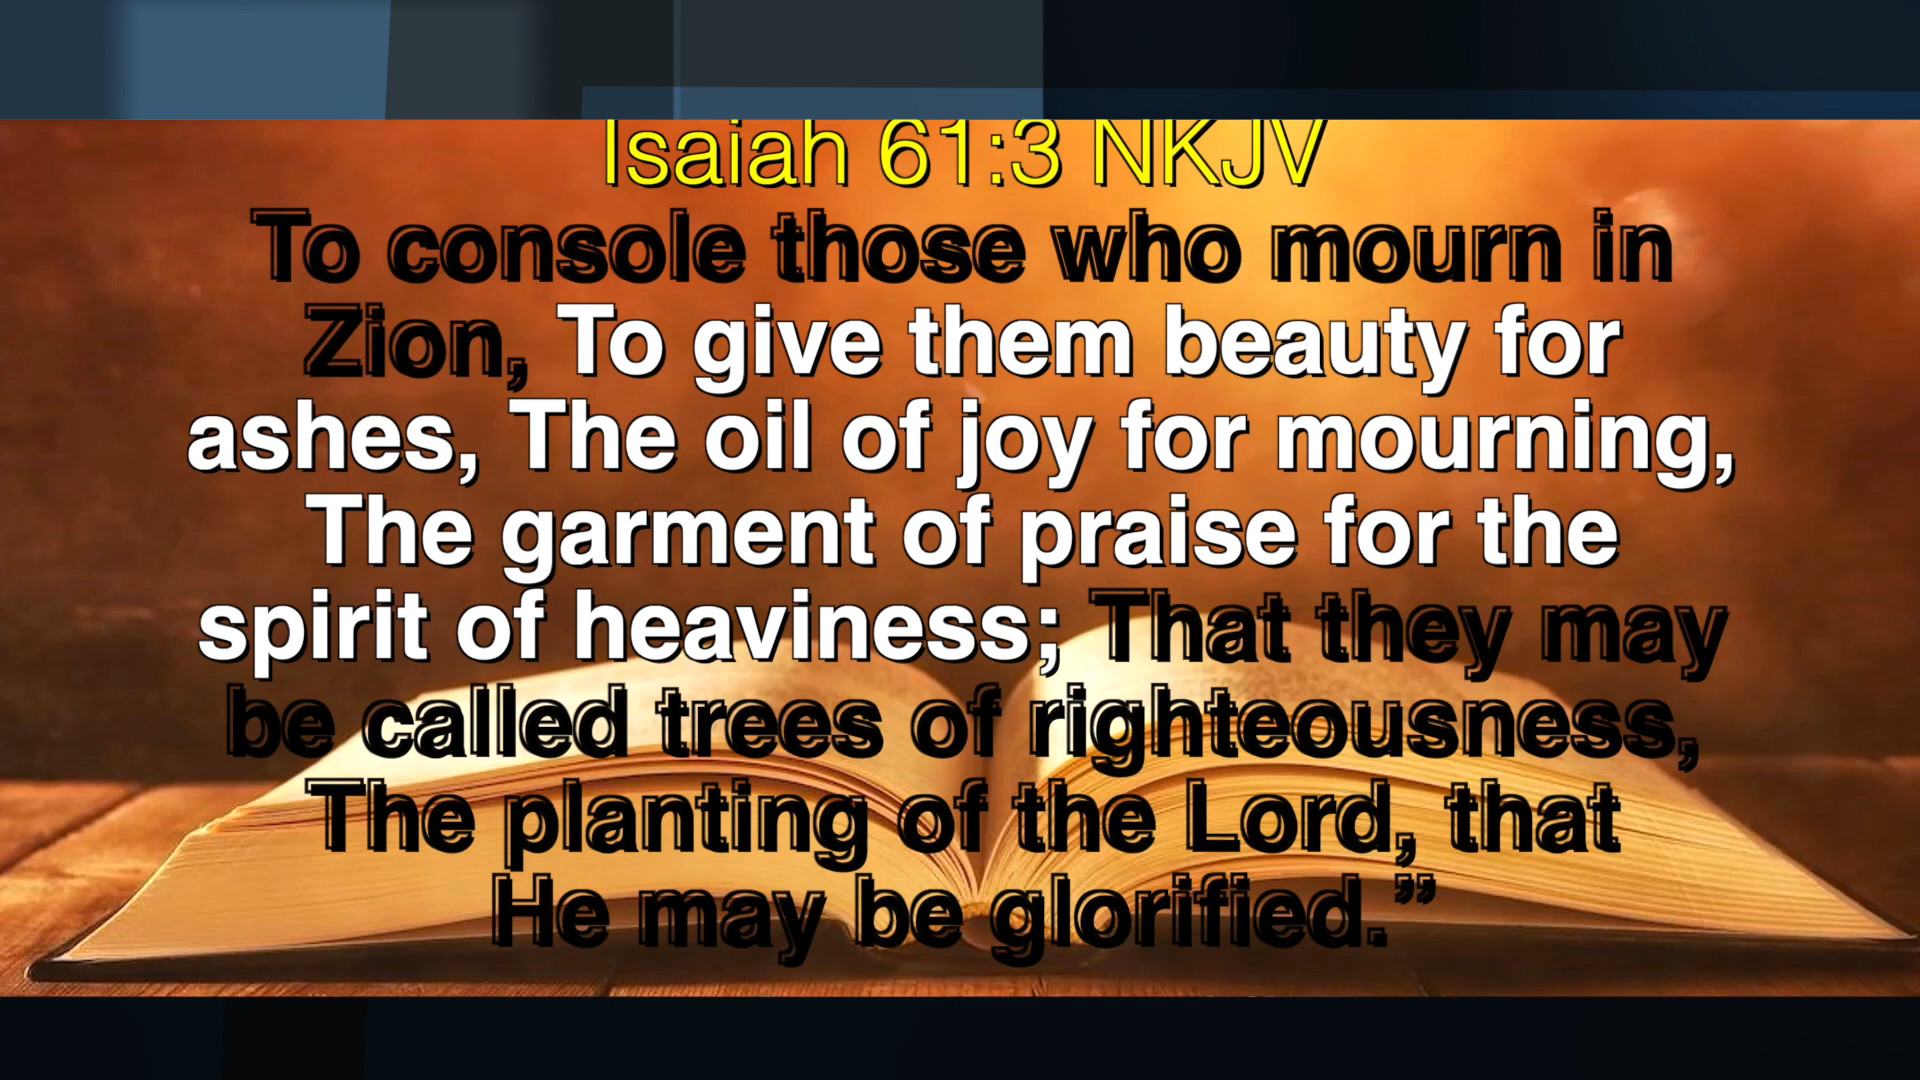 Isaiah 61:3 NKJV
To console those who mourn in
Zion, To give them beauty for
ashes, The oil of joy for mourning,
The garment of praise for the
spirit of heaviness; That they may
be called trees of righteousness,
The planting of the Lord, that
He may be glorified.”